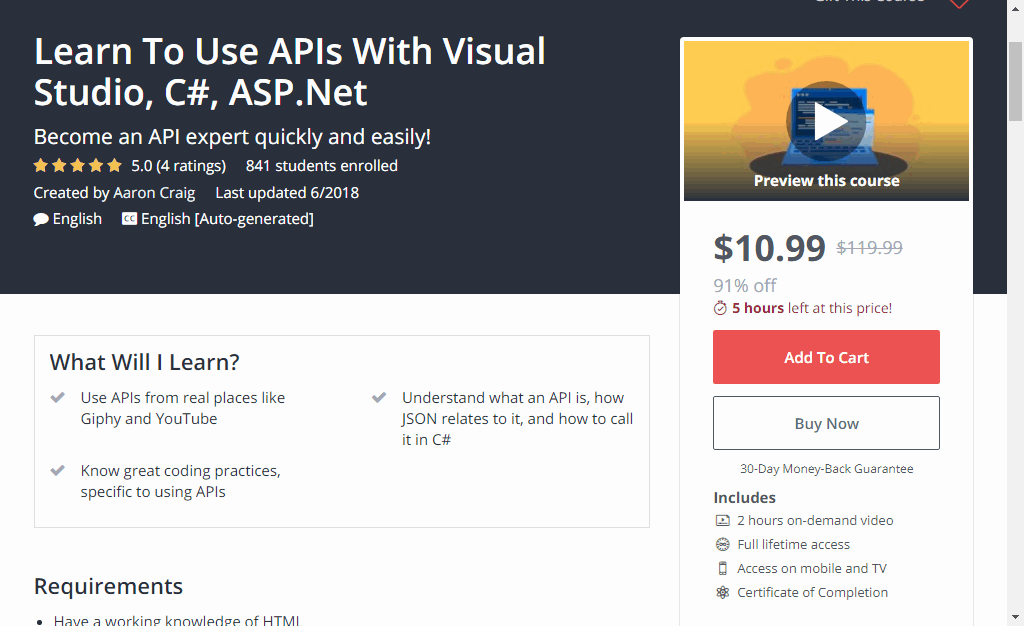 Gift This Course
Learn To Use APIs With Visual
Studio, C#, ASP.Net
Become an API expert quickly and easily!
5.0 (4 ratings) 841 students enrolled
Created by Aaron Craig Last updated 6/2018
English CC English [Auto-generated]
Preview this course
$10.99 $119.99
91% off
5 hours left at this price!
Add To Cart
Buy Now
30-Day Money-Back Guarantee
Includes
2 hours on-demand video
Full lifetime access
Access on mobile and TV
Certificate of Completion
What Will I Learn?
Use APIs from real places like
Giphy and YouTube
Understand what an API is, how
JSON relates to it, and how to call
it in C#
Know great coding practices,
specific to using APIs
Requirements
Have a working knowledge of HTML